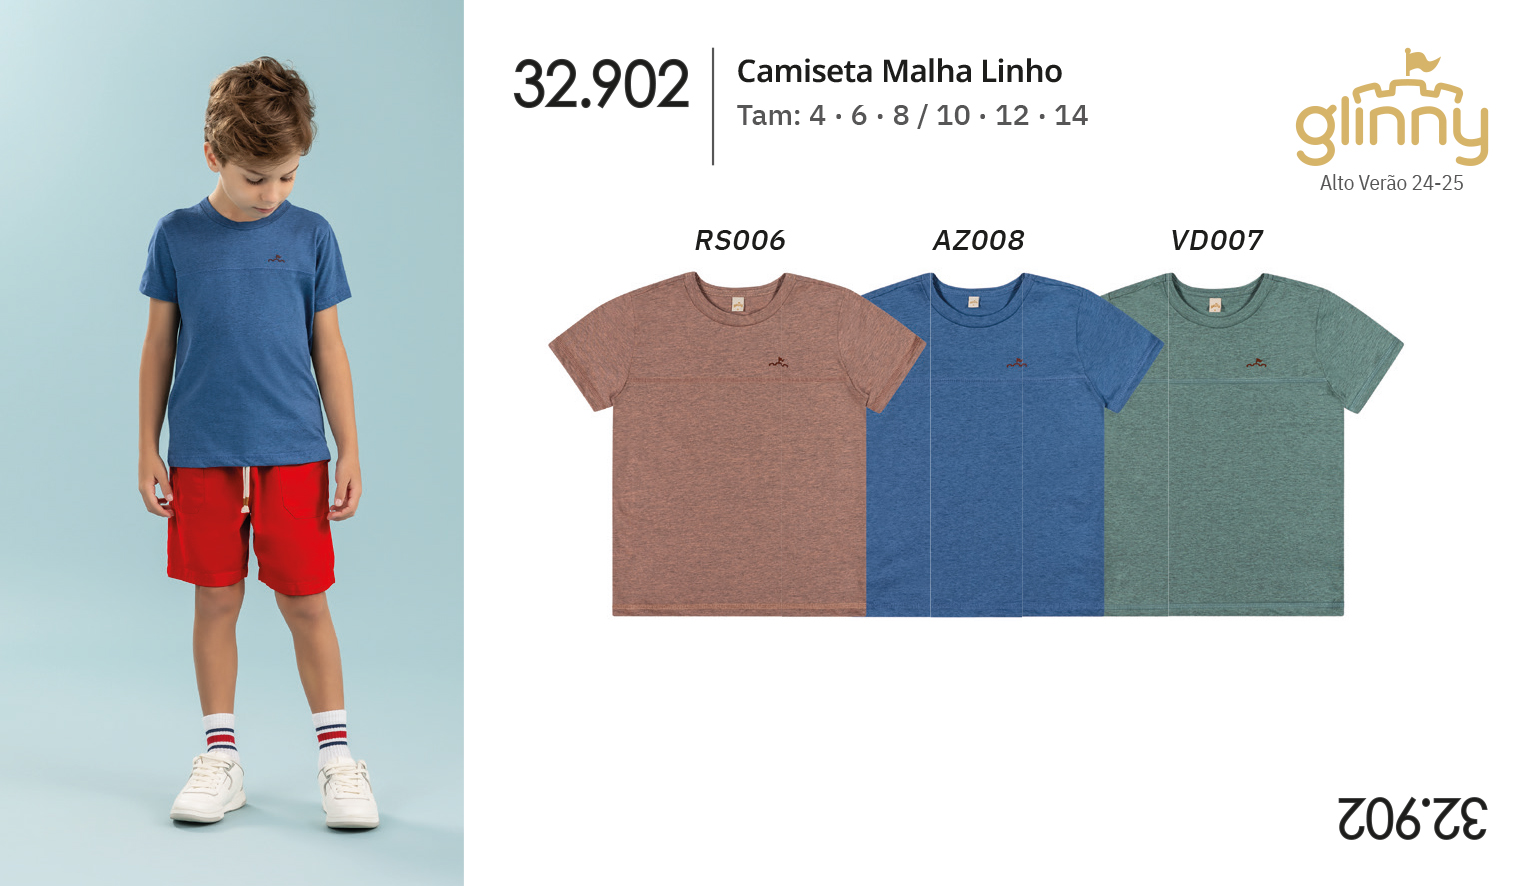 32.902
Camiseta Malha Linho
Tam: 4 · 6 · 8 / 10 · 12 · 14
glinny
Alto Verão 24-25
RS006 AZ008 VD007
32.902